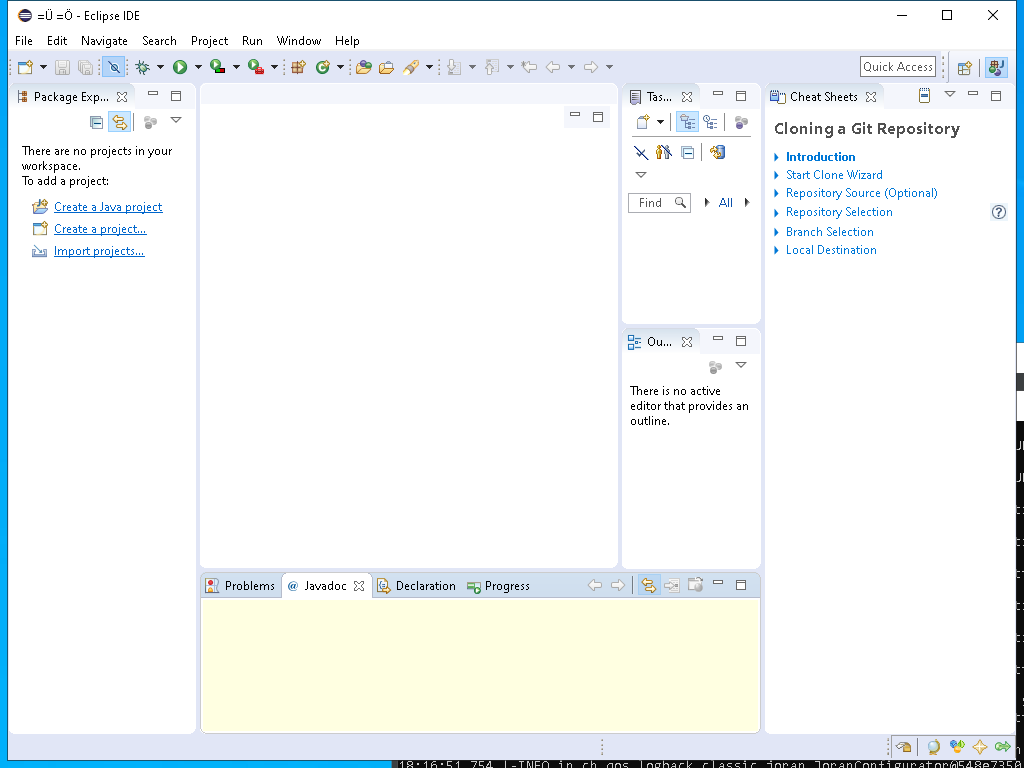 =Ü =Ö - Eclipse IDE
File Edit Navigate Search Project Run Window Help
Quick Access
Package Exp...
There are no projects in your
workspace.
To add a project:
Create a Java project
Create a project...
Import projects...
Tas...
Find
All
Ou...
There is no active
editor that provides an
outline.
Cheat Sheets
Cloning a Git Repository
Introduction
Start Clone Wizard
Repository Source (Optional)
Repository Selection
Branch Selection
Local Destination
Problems @ Javadoc Declaration Progress
18:16:51,754 |-INFO in ch.qos.logback.classic.joran.JoranConfigurator@548e7350